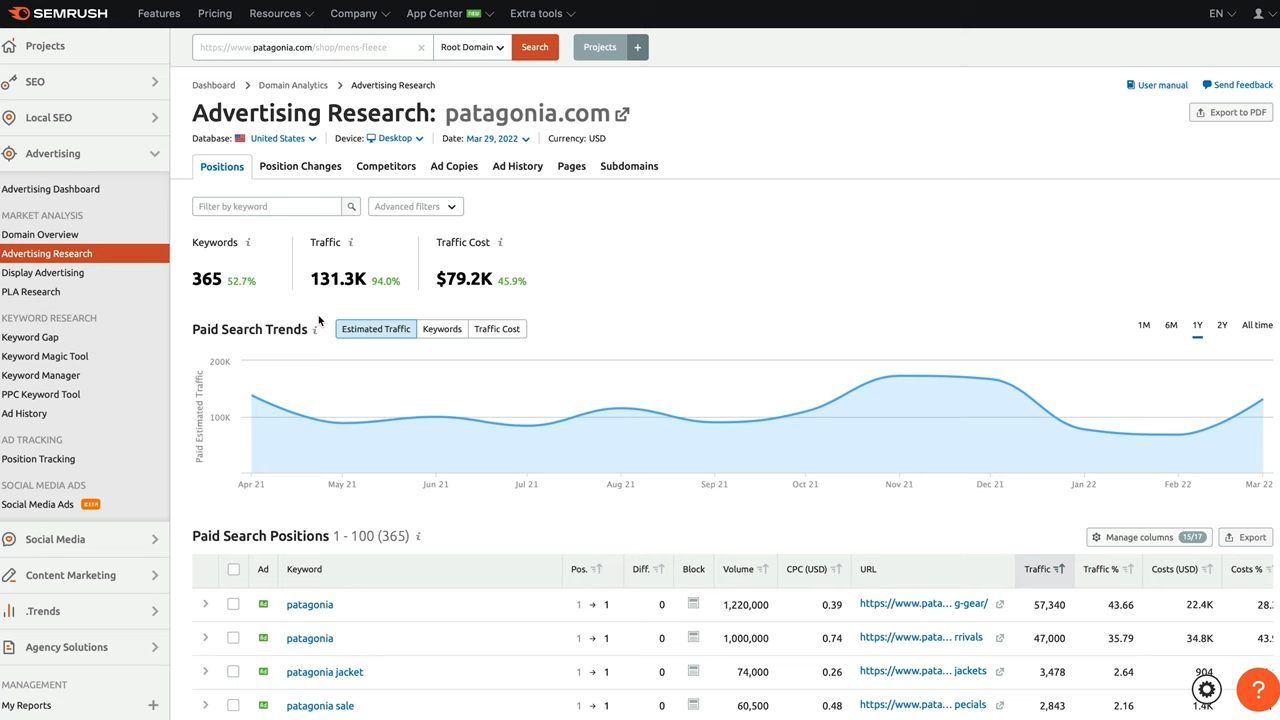 SEMRUSH Features Pricing Resources Company App Center NEW Extra tools EN
Projects
SEO
Local SEO
Advertising
Advertising Dashboard
MARKET ANALYSIS
Domain Overview
Advertising Research
Display Advertising
PLA Research
KEYWORD RESEARCH
Keyword Gap
Keyword Magic Tool
Keyword Manager
PPC Keyword Tool
Ad History
AD TRACKING
Position Tracking
SOCIAL MEDIA ADS
Social Media Ads BETA
Social Media
Content Marketing
.Trends
Agency Solutions
MANAGEMENT
My Reports +
https://www.patagonia.com/shop/mens-fleece × Root Domain Search Projects +
Dashboard > Domain Analytics > Advertising Research User manual Send feedback
Advertising Research: patagonia.com Export to PDF
Database: United States Device: Desktop Date: Mar 29, 2022 Currency: USD
Positions Position Changes Competitors Ad Copies Ad History Pages Subdomains
Filter by keyword Advanced filters
Keywords i Traffic i Traffic Cost i
365 52.7% 131.3K 94.0% $79.2K 45.9%
Paid Search Trends i Estimated Traffic Keywords Traffic Cost 1M 6M 1Y 2Y All time
Paid Estimated Traffic
200K
100K
Apr 21 May 21 Jun 21 Jul 21 Aug 21 Sep 21 Oct 21 Nov 21 Dec 21 Jan 22 Feb 22 Mar 22
Paid Search Positions 1 - 100 (365) i Manage columns 15/17 Export
Ad Keyword Pos. Diff. Block Volume CPC (USD) URL Traffic Traffic % Costs (USD) Costs %
Ad patagonia 1 → 1 0 1,220,000 0.39 https://www.pata... g-gear/ 57,340 43.66 22.4K 28.
Ad patagonia 1 → 1 0 1,000,000 0.74 https://www.pata... rrivals 47,000 35.79 34.8K 43.
Ad patagonia jacket 1 → 1 0 74,000 0.26 https://www.pata... jackets 3,478 2.64 904
Ad patagonia sale 1 → 1 0 60,500 0.48 https://www.pata... pecials 2,843 2.16 1.4K
?